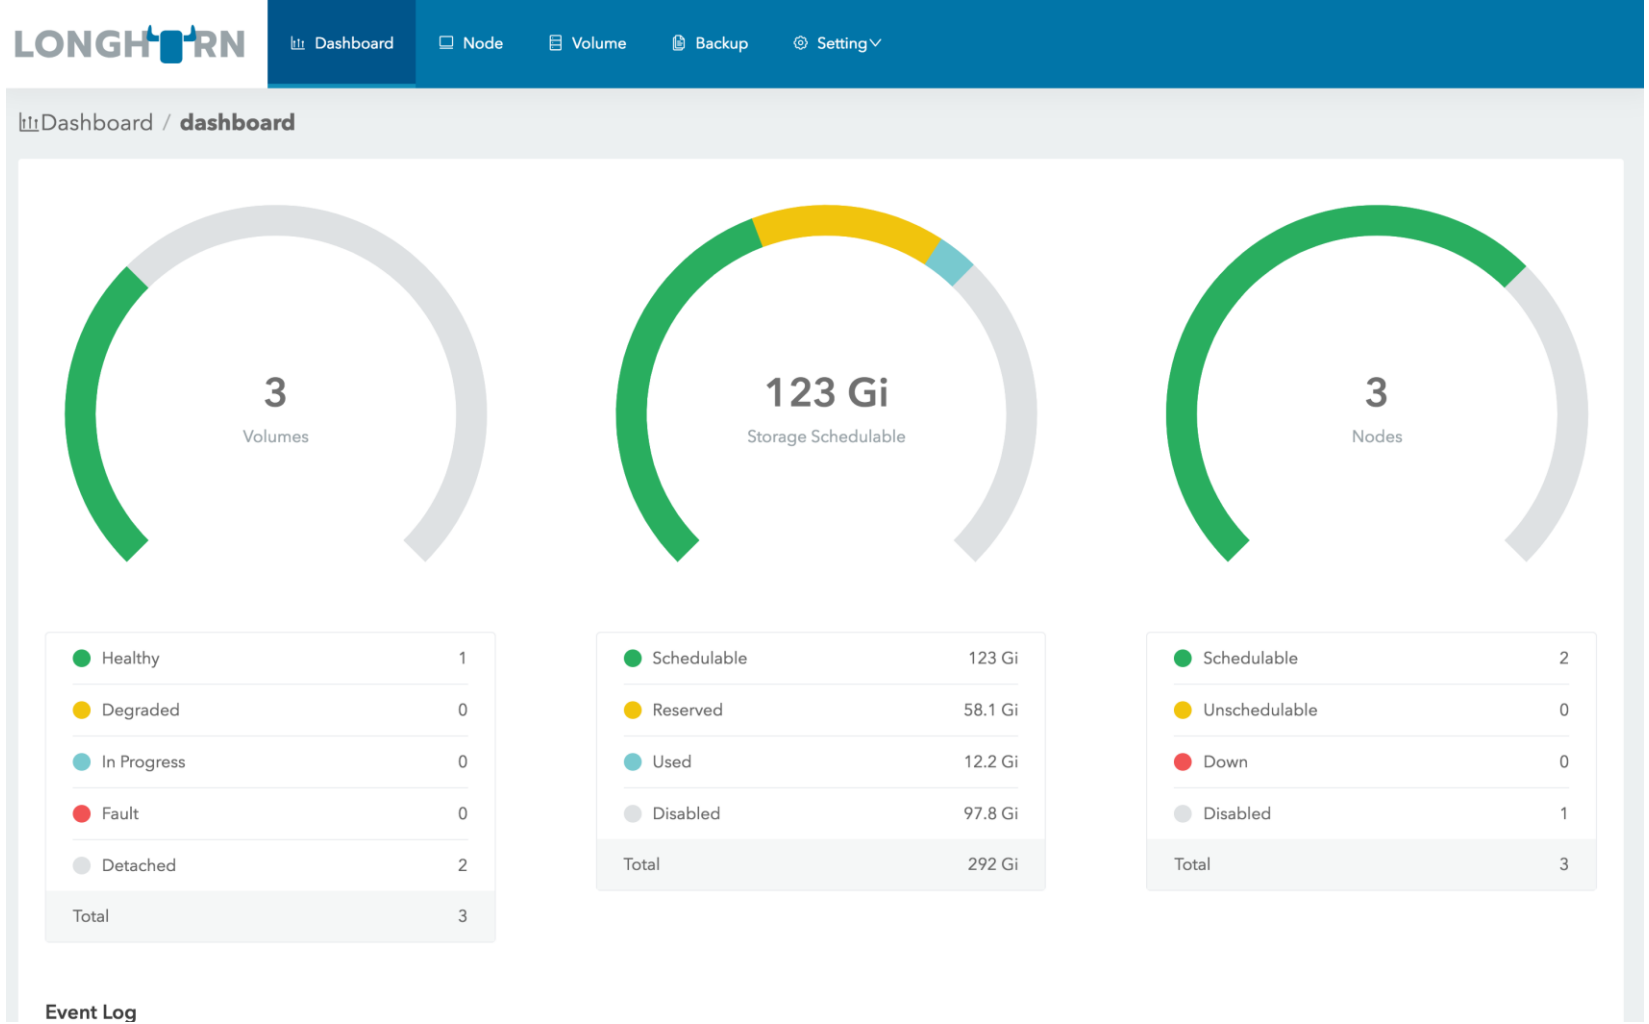 LONGHORN
Dashboard
Node
Volume
Backup
Setting
Dashboard / dashboard
3
Volumes
123 Gi
Storage Schedulable
3
Nodes
Healthy 1
Degraded 0
In Progress 0
Fault 0
Detached 2
Total 3
Schedulable 123 Gi
Reserved 58.1 Gi
Used 12.2 Gi
Disabled 97.8 Gi
Total 292 Gi
Schedulable 2
Unschedulable 0
Down 0
Disabled 1
Total 3
Event Log